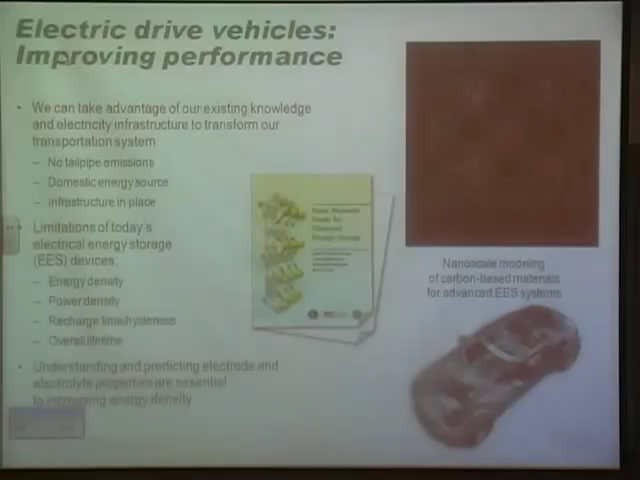 Electric drive vehicles:
Improving performance
• We can take advantage of our existing knowledge
and electricity infrastructure to transform our
transportation system
– No tailpipe emissions
– Domestic energy source
– Infrastructure in place
• Limitations of today's
electrical energy storage
(EES) devices:
– Energy density
– Power density
– Recharge time/hysteresis
– Overall lifetime
• Understanding and predicting electrode and
electrolyte properties are essential
to increasing energy density
Nanoscale modeling
of carbon-based materials
for advanced EES systems